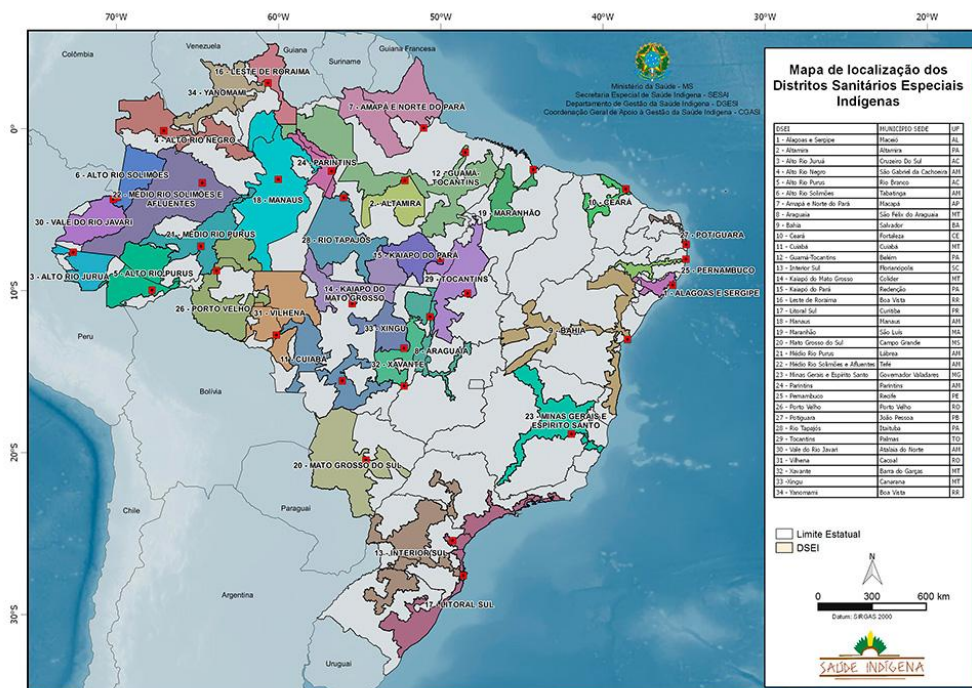 70°W 60°W 50°W 40°W 30°W 20°W
Colômbia
Venezuela
Guiana
Suriname
Guiana Francesa
16 - LESTE DE RORAIMA
34 - YANOMAMI
7 - AMAPÁ E NORTE DO PARÁ
Ministério da Saúde - MS
Secretaria Especial de Saúde Indígena - SESAI
Departamento de Gestão da Saúde Indígena - DGESI
Coordenação Geral de Apoio à Gestão da Saúde Indígena - CGASI
0°
4 - ALTO RIO NEGRO
24 - PARINTINS
6 - ALTO RIO SOLIMÕES
12 - GUAMÁ-
TOCANTINS
22 - MÉDIO RIO SOLIMÕES E
AFLUENTES
18 - MANAUS
2 - ALTAMIRA
10 - CEARÁ
19 - MARANHÃO
30 - VALE DO RIO JAVARI
21 - MÉDIO RIO PURUS
28 - RIO TAPAJÓS
27 - POTIGUARA
15 - KAIAPÓ DO PARÁ
3 - ALTO RIO JURUÁ
5 - ALTO RIO PURUS
29 - TOCANTINS
25 - PERNAMBUCO
10°S
14 - KAIAPÓ DO
MATO GROSSO
1 - ALAGOAS E SERGIPE
26 - PORTO VELHO
31 - VILHENA
33 - XINGU
9 - BAHIA
Peru
11 - CUIABÁ
8 - ARAGUAIA
32 - XAVANTE
Bolívia
23 - MINAS GERAIS E
ESPÍRITO SANTO
20°S
20 - MATO GROSSO DO SUL
Paraguai
Chile
13 - INTERIOR SUL
Argentina
17 - LITORAL SUL
30°S
Uruguai
Mapa de localização dos
Distritos Sanitários Especiais
Indígenas
DSEI MUNICÍPIO SEDE UF
1 - Alagoas e Sergipe Maceió AL
2 - Altamira Altamira PA
3 - Alto Rio Juruá Cruzeiro Do Sul AC
4 - Alto Rio Negro São Gabriel da Cachoeira AM
5 - Alto Rio Purus Rio Branco AC
6 - Alto Rio Solimões Tabatinga AM
7 - Amapá e Norte do Pará Macapá AP
8 - Araguaia São Félix do Araguaia MT
9 - Bahia Salvador BA
10 - Ceará Fortaleza CE
11 - Cuiabá Cuiabá MT
12 - Guamá-Tocantins Belém PA
13 - Interior Sul Florianópolis SC
14 - Kaiapó do Mato Grosso Colíder MT
15 - Kaiapó do Pará Redenção PA
16 - Leste de Roraima Boa Vista RR
17 - Litoral Sul Curitiba PR
18 - Manaus Manaus AM
19 - Maranhão São Luís MA
20 - Mato Grosso do Sul Campo Grande MS
21 - Médio Rio Purus Lábrea AM
22 - Médio Rio Solimões e Afluentes Tefé AM
23 - Minas Gerais e Espírito Santo Governador Valadares MG
24 - Parintins Parintins AM
25 - Pernambuco Recife PE
26 - Porto Velho Porto Velho RO
27 - Potiguara João Pessoa PB
28 - Rio Tapajós Itaituba PA
29 - Tocantins Palmas TO
30 - Vale do Rio Javari Atalaia do Norte AM
31 - Vilhena Cacoal RO
32 - Xavante Barra do Garças MT
33 -Xingu Canarana MT
34 - Yanomami Boa Vista RR
Limite Estatual
DSEI
N
0 300 600 km
Datum: SIRGAS 2000
SAÚDE INDÍGENA